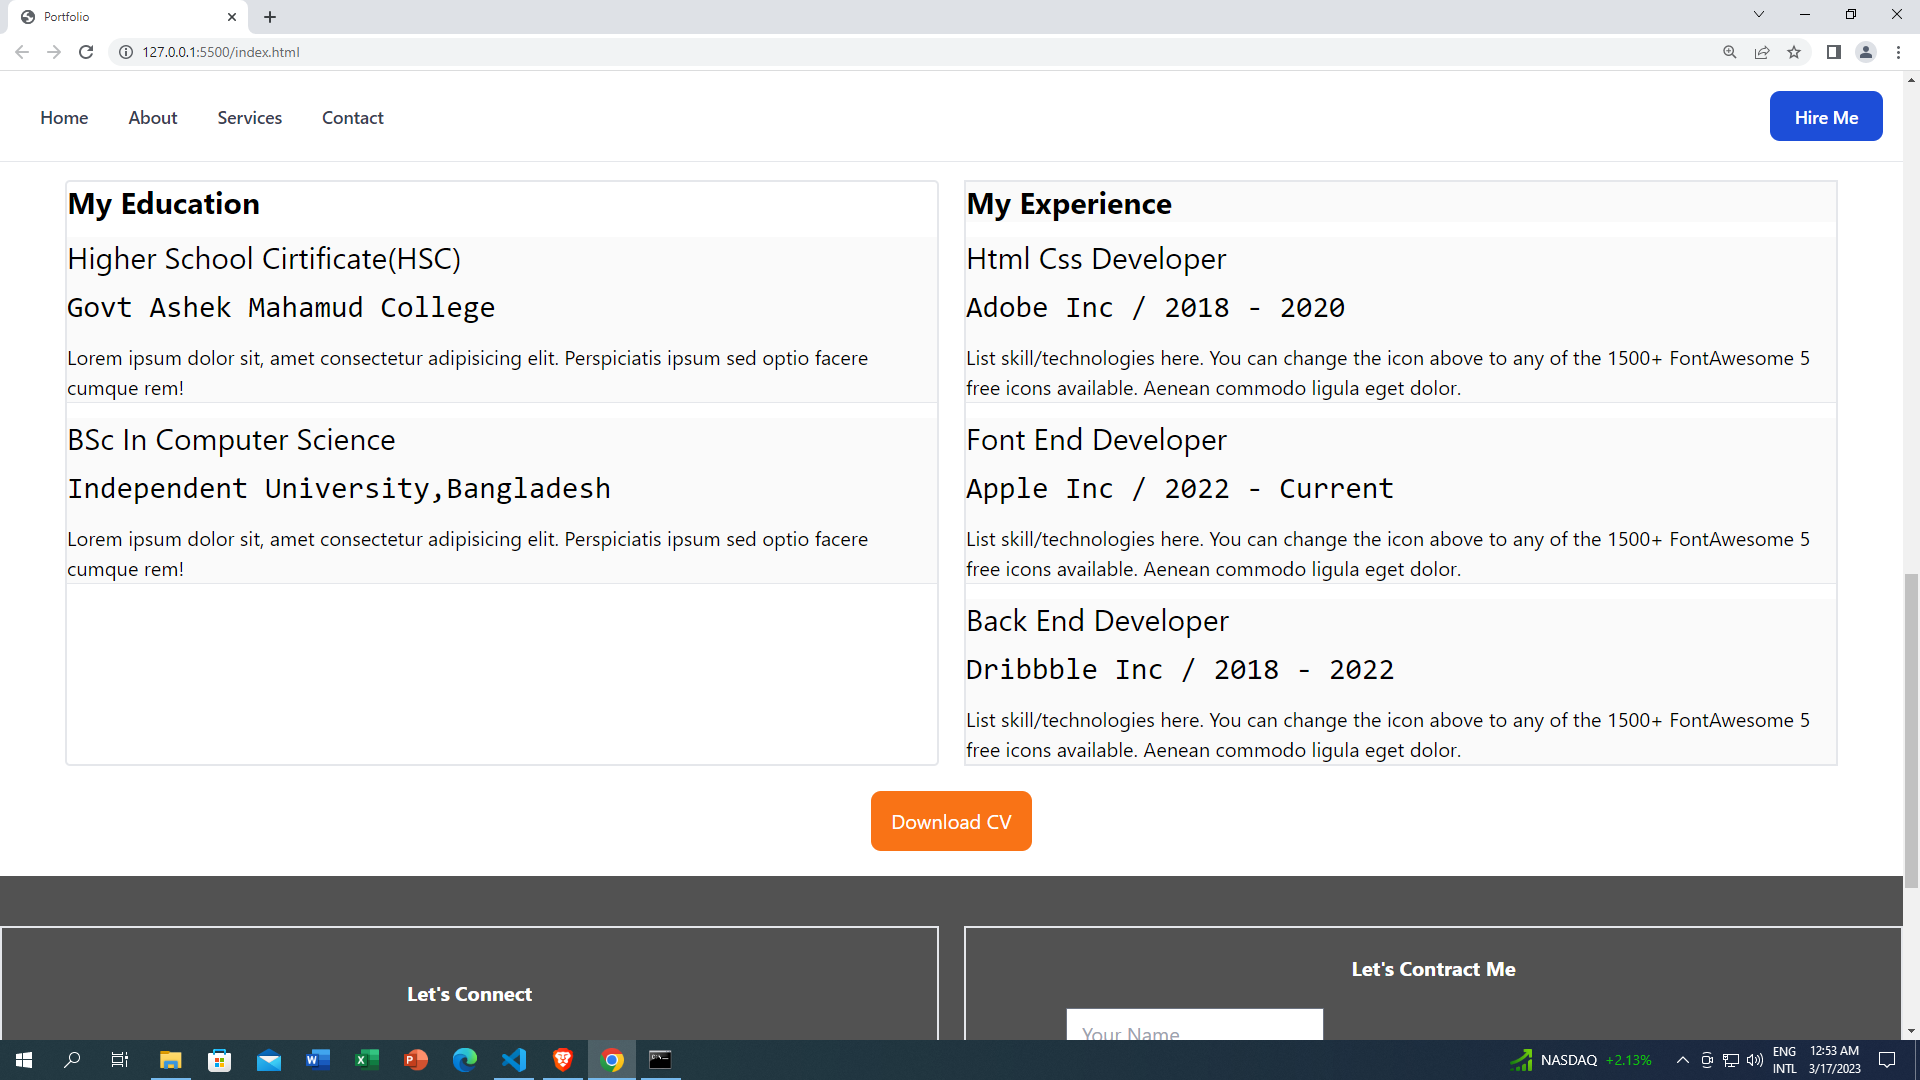 Portfolio
127.0.0.1:5500/index.html
Home
About
Services
Contact
Hire Me
My Education
Higher School Cirtificate(HSC)
Govt Ashek Mahamud College
Lorem ipsum dolor sit, amet consectetur adipisicing elit. Perspiciatis ipsum sed optio facere
cumque rem!
BSc In Computer Science
Independent University,Bangladesh
Lorem ipsum dolor sit, amet consectetur adipisicing elit. Perspiciatis ipsum sed optio facere
cumque rem!
My Experience
Html Css Developer
Adobe Inc / 2018 - 2020
List skill/technologies here. You can change the icon above to any of the 1500+ FontAwesome 5
free icons available. Aenean commodo ligula eget dolor.
Font End Developer
Apple Inc / 2022 - Current
List skill/technologies here. You can change the icon above to any of the 1500+ FontAwesome 5
free icons available. Aenean commodo ligula eget dolor.
Back End Developer
Dribbble Inc / 2018 - 2022
List skill/technologies here. You can change the icon above to any of the 1500+ FontAwesome 5
free icons available. Aenean commodo ligula eget dolor.
Download CV
Let's Connect
Let's Contract Me
Your Name
NASDAQ +2.13%
ENG
INTL
12:53 AM
3/17/2023